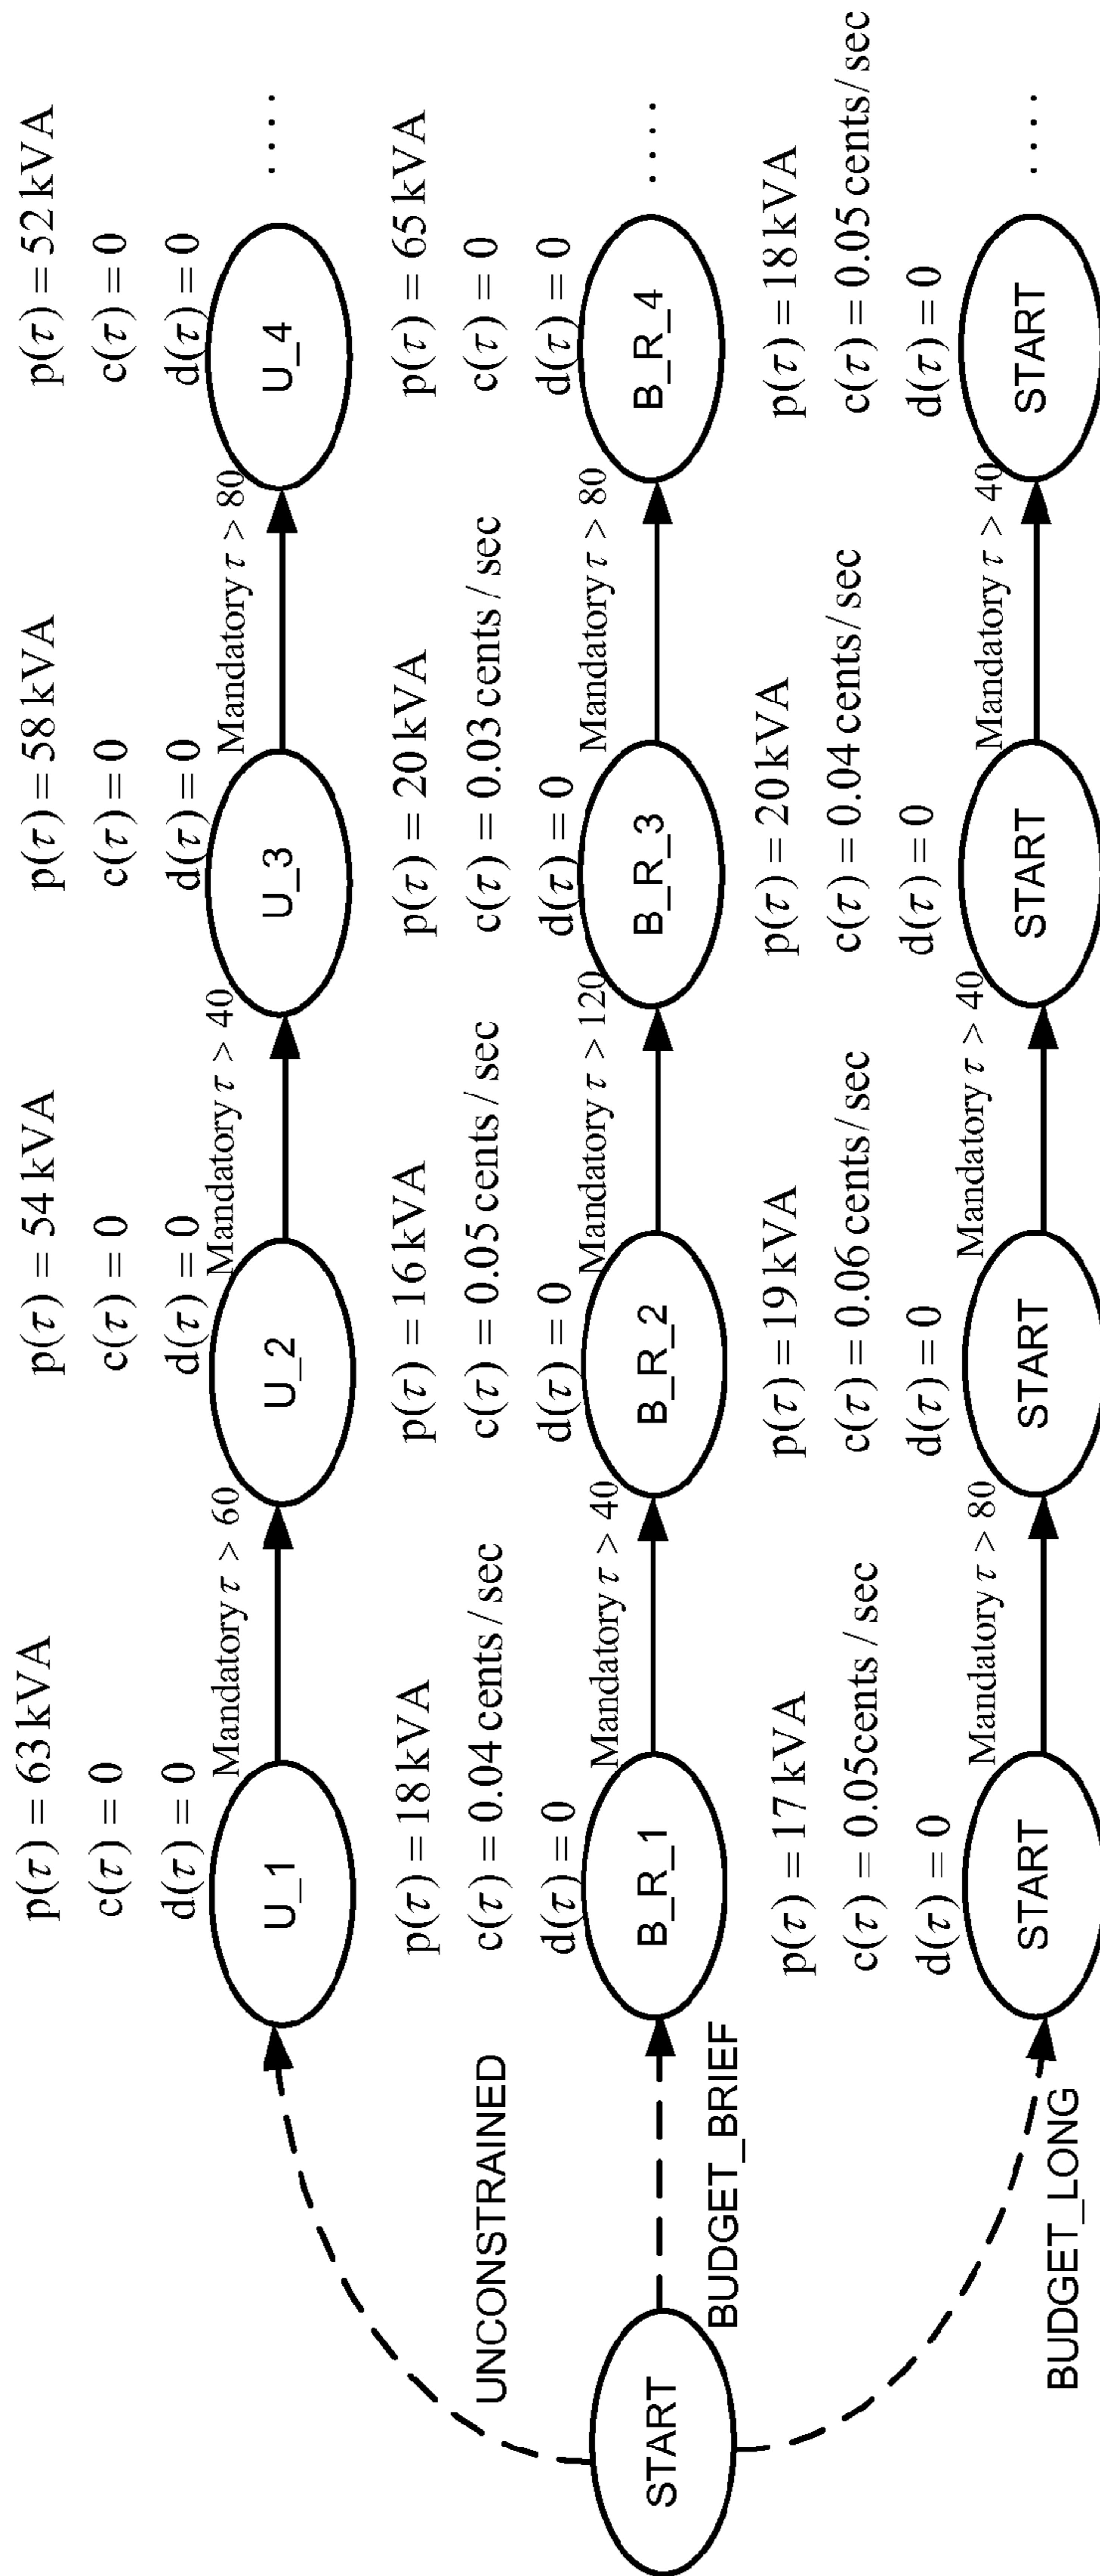 p(τ) = 63 kVA
c(τ) = 0
d(τ) = 0
U_1
Mandatory τ > 60
p(τ) = 54 kVA
c(τ) = 0
d(τ) = 0
U_2
Mandatory τ > 40
p(τ) = 58 kVA
c(τ) = 0
d(τ) = 0
U_3
Mandatory τ > 80
p(τ) = 52 kVA
c(τ) = 0
d(τ) = 0
U_4
....
UNCONSTRAINED
START
BUDGET_BRIEF
p(τ) = 18 kVA
c(τ) = 0.04 cents / sec
d(τ) = 0
B_R_1
Mandatory τ > 40
p(τ) = 16 kVA
c(τ) = 0.05 cents / sec
d(τ) = 0
B_R_2
Mandatory τ > 120
p(τ) = 20 kVA
c(τ) = 0.03 cents / sec
d(τ) = 0
B_R_3
Mandatory τ > 80
p(τ) = 65 kVA
c(τ) = 0
d(τ) = 0
B_R_4
....
BUDGET_LONG
p(τ) = 17 kVA
c(τ) = 0.05cents / sec
d(τ) = 0
START
Mandatory τ > 80
p(τ) = 19 kVA
c(τ) = 0.06 cents / sec
d(τ) = 0
START
Mandatory τ > 40
p(τ) = 20 kVA
c(τ) = 0.04 cents / sec
d(τ) = 0
START
Mandatory τ > 40
p(τ) = 18 kVA
c(τ) = 0.05 cents / sec
d(τ) = 0
START
....